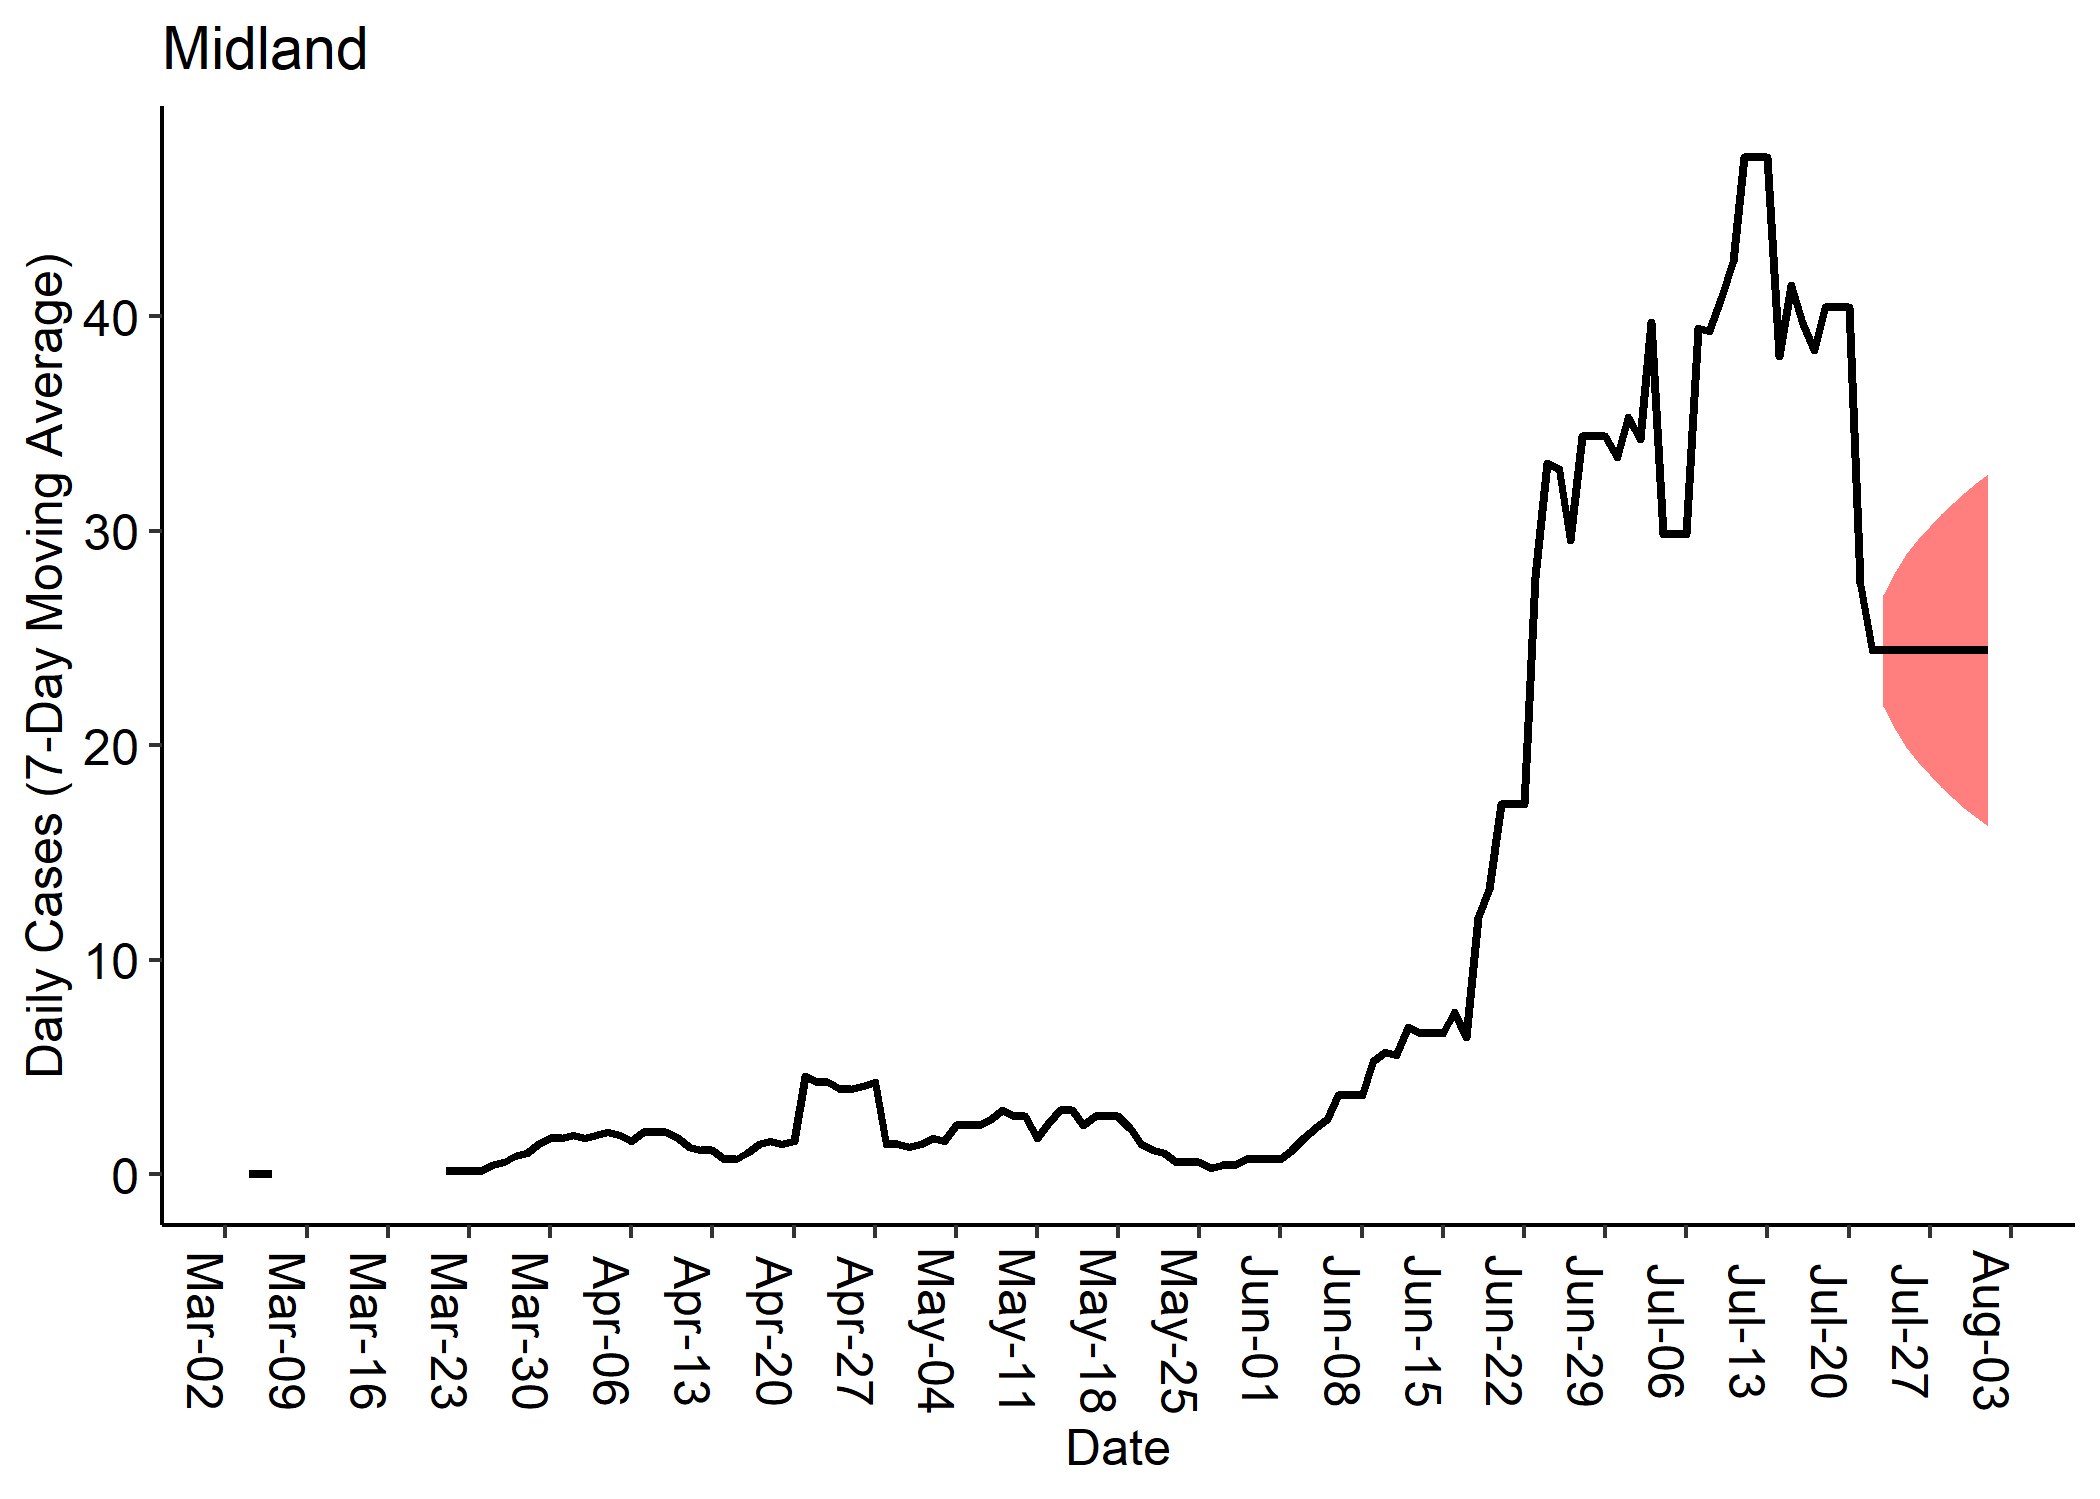 Midland
Daily Cases (7-Day Moving Average)
40
30
20
10
0
Mar-02
Mar-09
Mar-16
Mar-23
Mar-30
Apr-06
Apr-13
Apr-20
Apr-27
May-04
May-11
May-18
May-25
Jun-01
Jun-08
Jun-15
Jun-22
Jun-29
Jul-06
Jul-13
Jul-20
Jul-27
Aug-03
Date